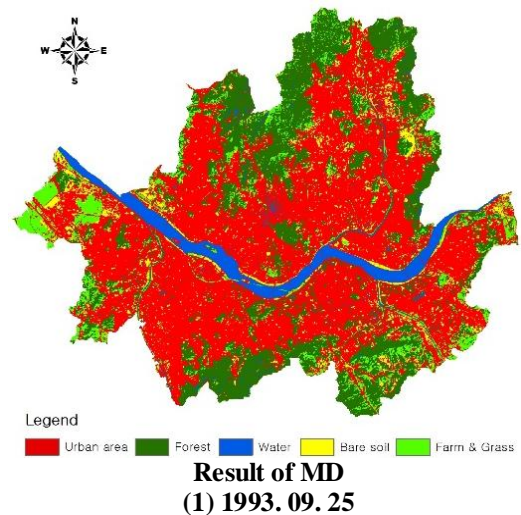 N
W E
S
Legend
Urban area Forest Water Bare soil Farm & Grass
Result of MD
(1) 1993. 09. 25